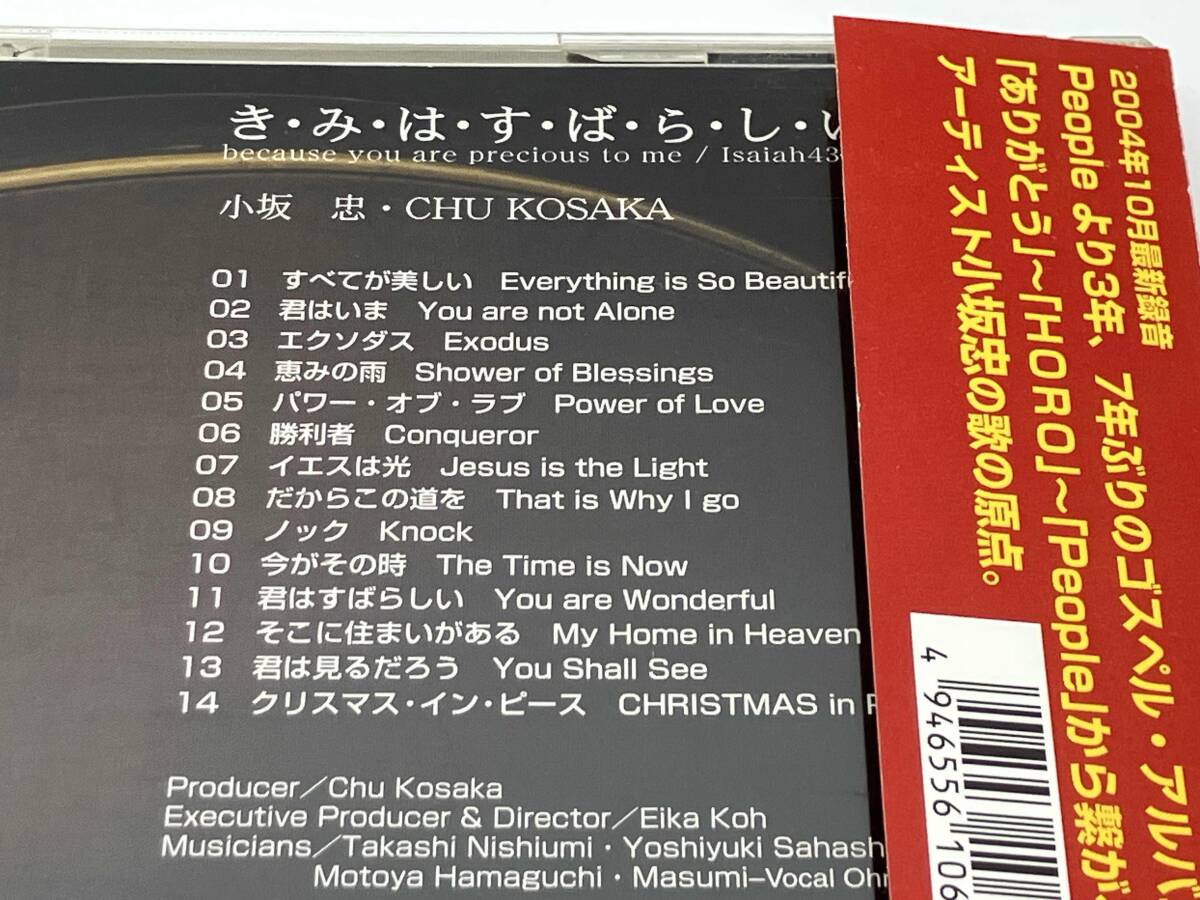 き・み・は・す・ば・ら・し・い
because you are precious to me / Isaiah43
小坂　忠・CHU KOSAKA
01 すべてが美しい Everything is So Beautif
02 君はいま You are not Alone
03 エクソダス Exodus
04 恵みの雨 Shower of Blessings
05 パワー・オブ・ラブ Power of Love
06 勝利者 Conqueror
07 イエスは光 Jesus is the Light
08 だからこの道を That is Why I go
09 ノック Knock
10 今がその時 The Time is Now
11 君はすばらしい You are Wonderful
12 そこに住まいがある My Home in Heaven
13 君は見るだろう You Shall See
14 クリスマス・イン・ピース CHRISTMAS in P
Producer／Chu Kosaka
Executive Producer & Director／Eika Koh
Musicians／Takashi Nishiumi・Yoshiyuki Sahash
Motoya Hamaguchi・Masumi–Vocal Ohn
2004年10月最新録音
People より3年、7年ぶりのゴスペル・アルバ
「ありがとう」〜「HORO」〜「People」から繋が
アーティスト小坂忠の歌の原点。
4 946556 106